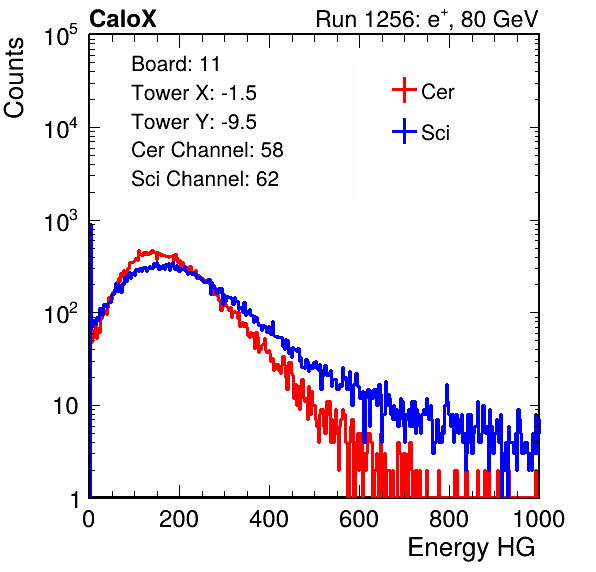 CaloX Run 1256: e+, 80 GeV
Counts
Board: 11
Tower X: -1.5
Tower Y: -9.5
Cer Channel: 58
Sci Channel: 62
Cer
Sci
10^5
10^4
10^3
10^2
10
1
0 200 400 600 800 1000
Energy HG